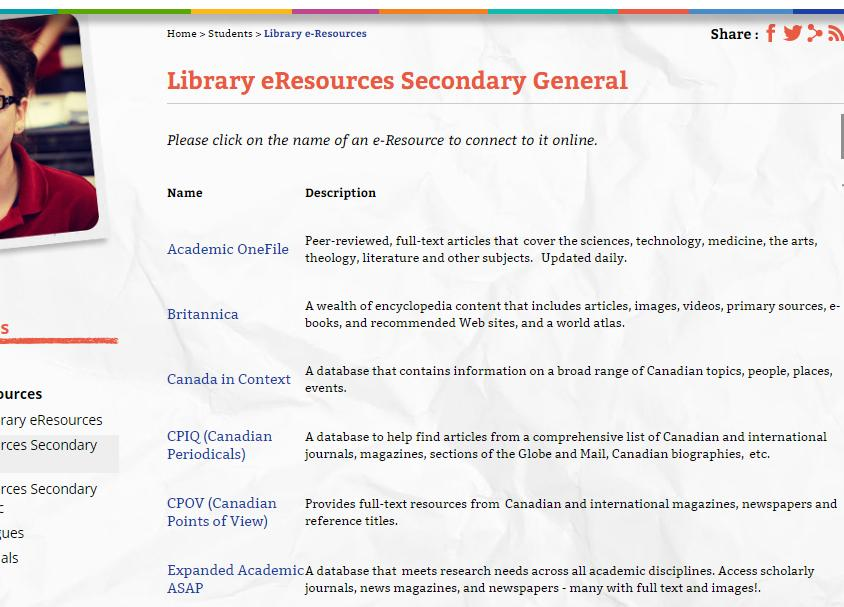 Home > Students > Library e-Resources
Share :
Library eResources Secondary General
Please click on the name of an e-Resource to connect to it online.
Name Description
Academic OneFile
Peer-reviewed, full-text articles that cover the sciences, technology, medicine, the arts,
theology, literature and other subjects. Updated daily.
Britannica
A wealth of encyclopedia content that includes articles, images, videos, primary sources, e-
books, and recommended Web sites, and a world atlas.
Canada in Context
A database that contains information on a broad range of Canadian topics, people, places,
events.
CPIQ (Canadian
Periodicals)
A database to help find articles from a comprehensive list of Canadian and international
journals, magazines, sections of the Globe and Mail, Canadian biographies, etc.
CPOV (Canadian
Points of View)
Provides full-text resources from Canadian and international magazines, newspapers and
reference titles.
Expanded Academic
ASAP
A database that meets research needs across all academic disciplines. Access scholarly
journals, news magazines, and newspapers - many with full text and images!.
s
ources
rary eResources
rces Secondary
rces Secondary
c
gues
als